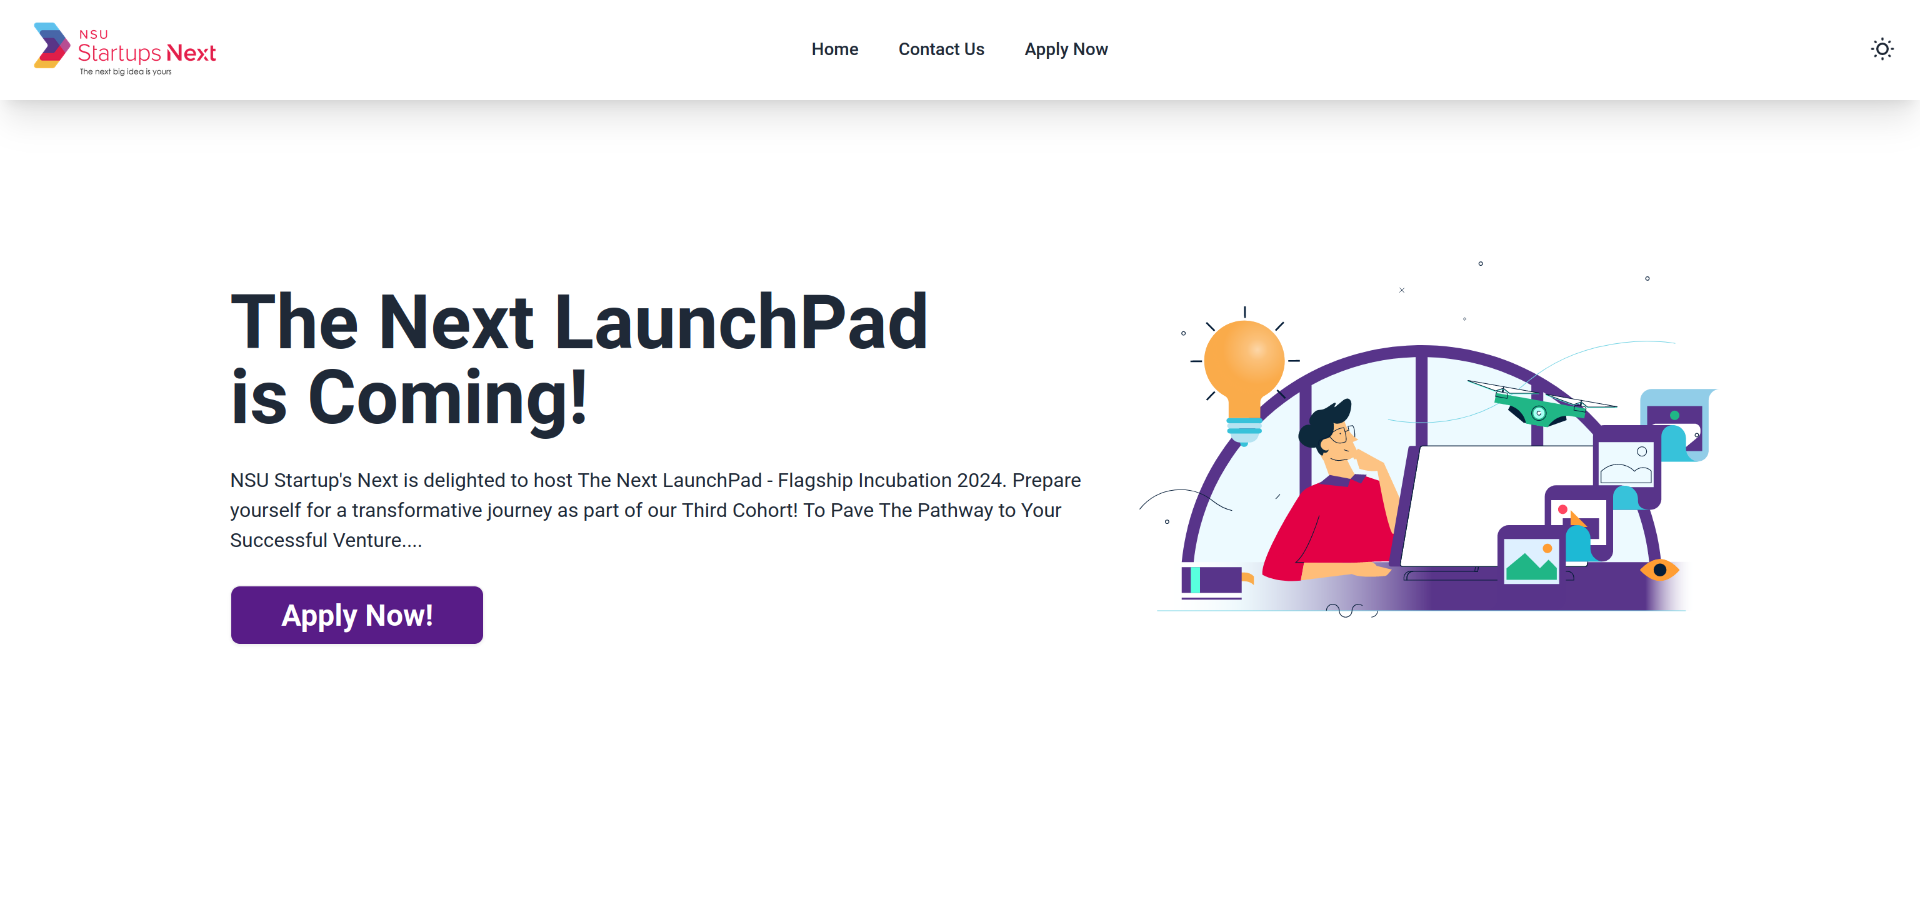 NSU
Startups Next
The next big idea is yours
Home
Contact Us
Apply Now
The Next LaunchPad
is Coming!
NSU Startup's Next is delighted to host The Next LaunchPad - Flagship Incubation 2024. Prepare
yourself for a transformative journey as part of our Third Cohort! To Pave The Pathway to Your
Successful Venture....
Apply Now!